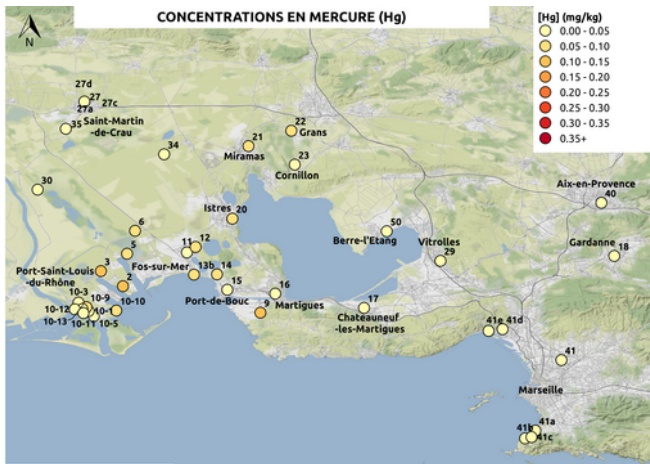 CONCENTRATIONS EN MERCURE (Hg)
N
[Hg] (mg/kg)
0.00 - 0.05
0.05 - 0.10
0.10 - 0.15
0.15 - 0.20
0.20 - 0.25
0.25 - 0.30
0.30 - 0.35
0.35+
27d
27
27c
27a
35
Saint-Martin
-de-Crau
34
21
Miramas
22
Grans
23
Cornillon
30
Aix-en-Provence
40
Istres
20
6
5
12
11
50
Berre-l'Etang
Vitrolles
29
Gardanne
18
3
Port-Saint-Louis
-du-Rhône
2
Fos-sur-Mer
13b
14
15
Port-de-Bouc
16
Martigues
9
17
Chateauneuf
-les-Martigues
10-3
10-9
10-10
10-12
10-1
10-13
10-11
10-5
41e
41d
41
Marseille
41a
41b
41c